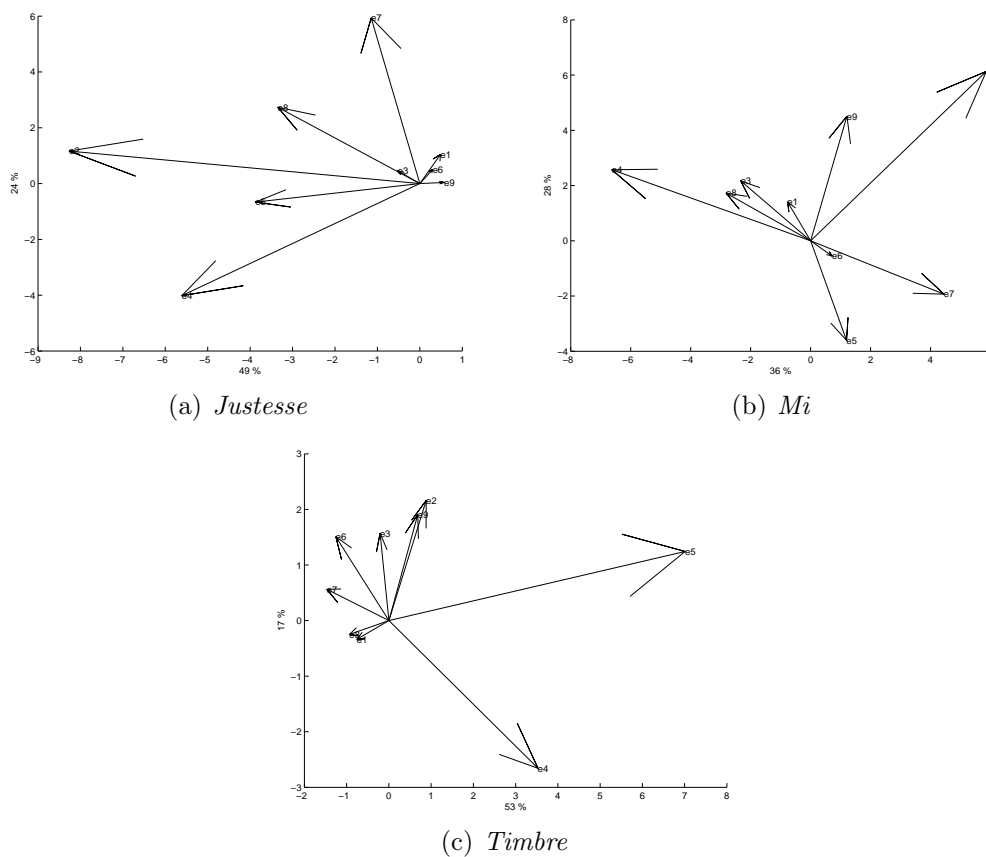 6
4
2
0
−2
−4
−6
24 %
e7
e8
e1
e3
e6
e9
e4
−9 −8 −7 −6 −5 −4 −3 −2 −1 0 1
49 %
(a) Justesse
8
6
4
2
0
−2
−4
28 %
e9
e4
e3
e8
e1
e6
e7
e5
−8 −6 −4 −2 0 2 4
36 %
(b) Mi
3
2
1
0
−1
−2
−3
17 %
e2
e9
e6
e3
e5
e7
e1
e4
−2 −1 0 1 2 3 4 5 6 7 8
53 %
(c) Timbre